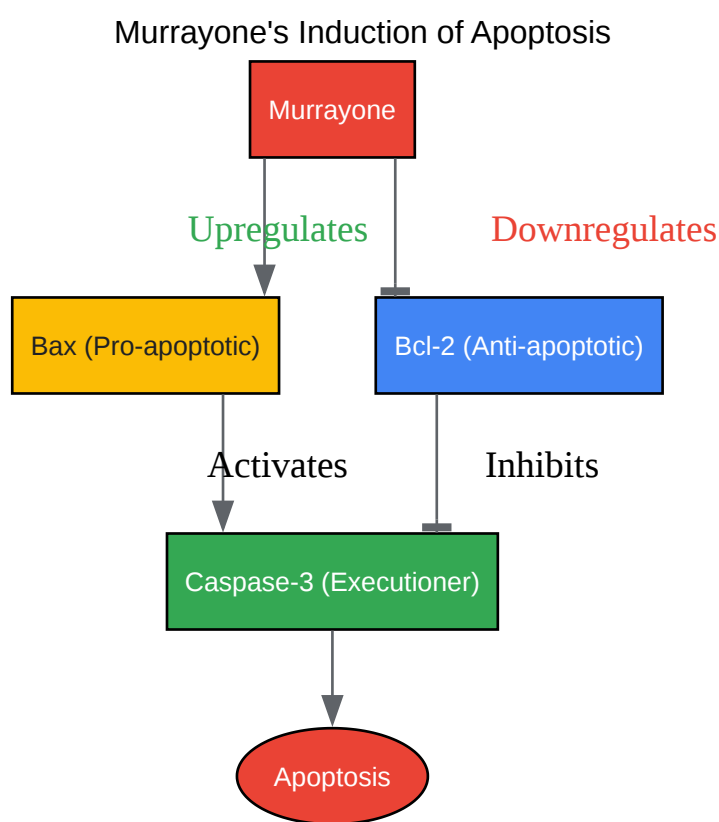 Murrayone's Induction of Apoptosis
Murrayone
Upregulates
Downregulates
Bax (Pro-apoptotic)
Bcl-2 (Anti-apoptotic)
Activates
Inhibits
Caspase-3 (Executioner)
Apoptosis